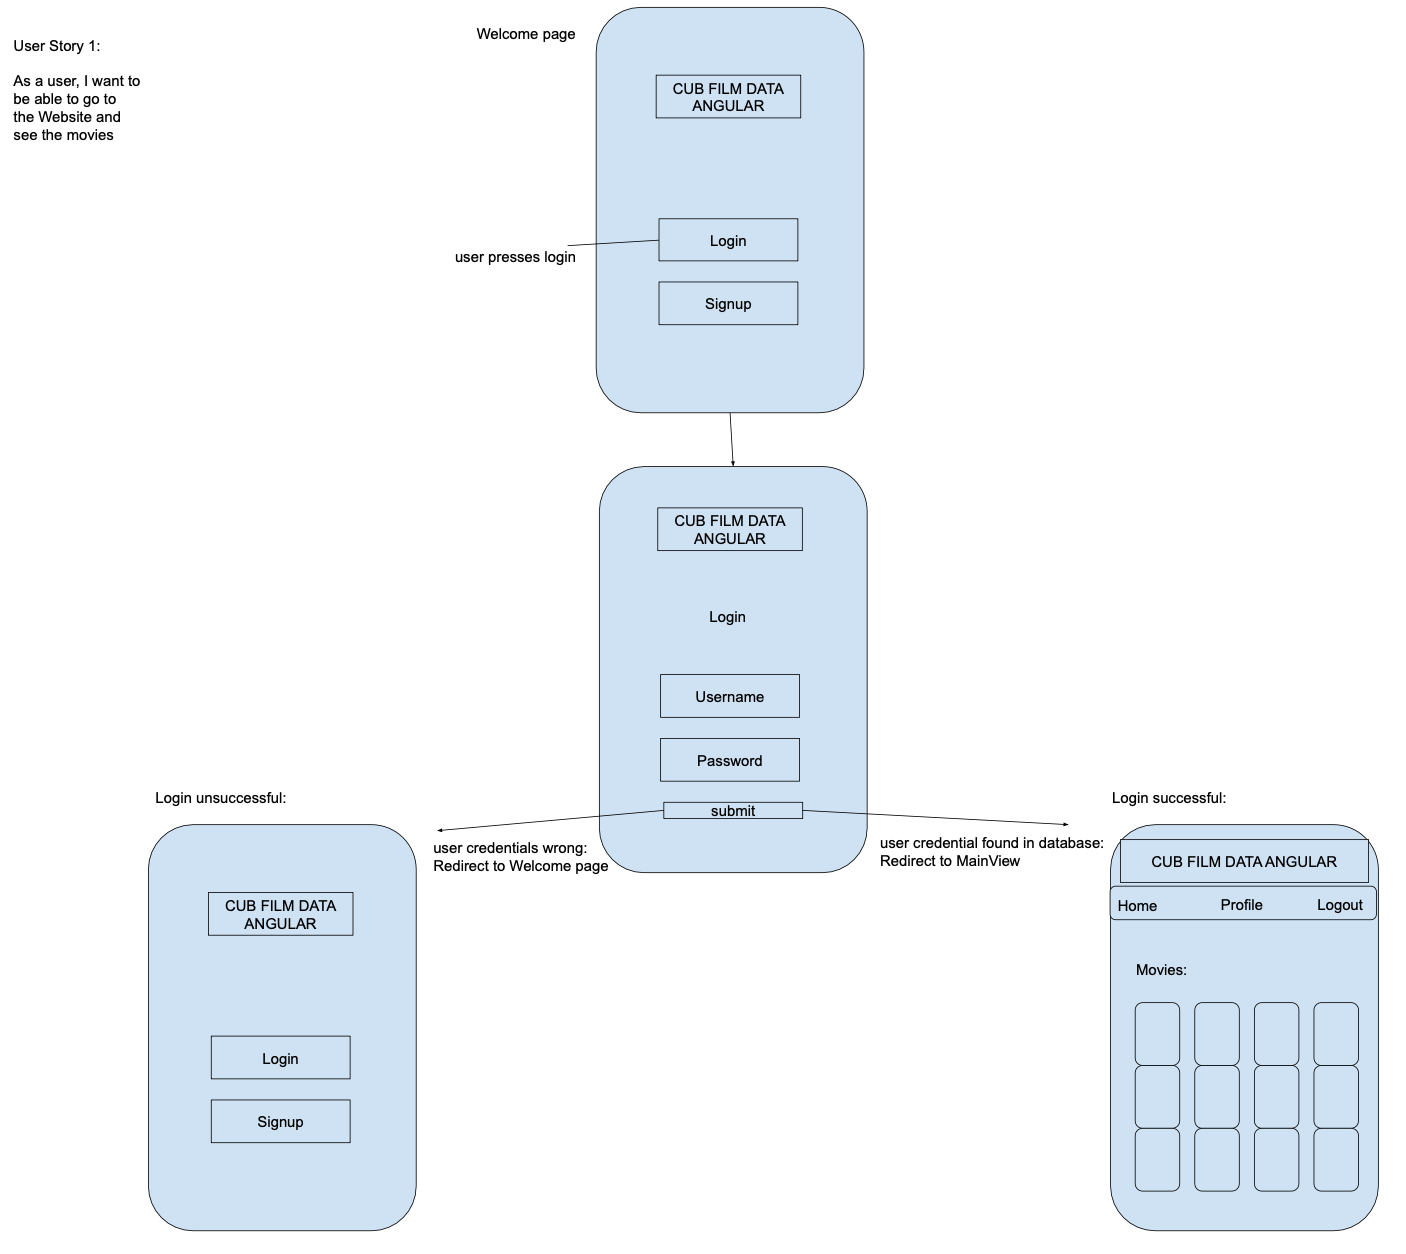 User Story 1:
As a user, I want to
be able to go to
the Website and
see the movies
Welcome page
CUB FILM DATA
ANGULAR
Login
user presses login
Signup
CUB FILM DATA
ANGULAR
Login
Username
Password
submit
Login unsuccessful:
user credentials wrong:
Redirect to Welcome page
CUB FILM DATA
ANGULAR
Login
Signup
Login successful:
user credential found in database:
Redirect to MainView
CUB FILM DATA ANGULAR
Home Profile Logout
Movies: